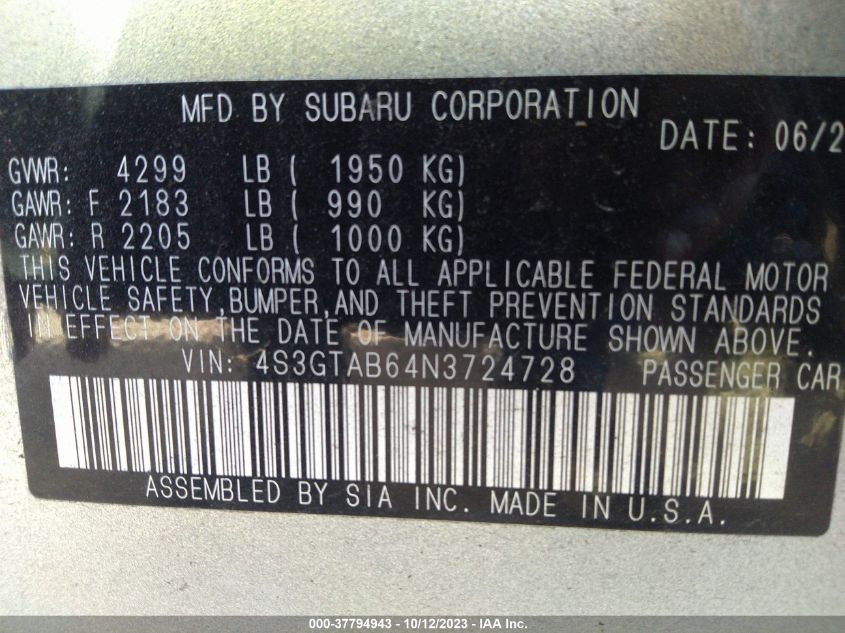 MFD BY SUBARU CORPORATION
DATE: 06/2
GVWR: 4299 LB ( 1950 KG)
GAWR: F 2183 LB ( 990 KG)
GAWR: R 2205 LB ( 1000 KG)
THIS VEHICLE CONFORMS TO ALL APPLICABLE FEDERAL MOTOR
VEHICLE SAFETY,BUMPER,AND THEFT PREVENTION STANDARDS
IN EFFECT ON THE DATE OF MANUFACTURE SHOWN ABOVE.
VIN: 4S3GTAB64N3724728 PASSENGER CAR
ASSEMBLED BY SIA INC. MADE IN U.S.A.
000-37794943 - 10/12/2023 - IAA Inc.